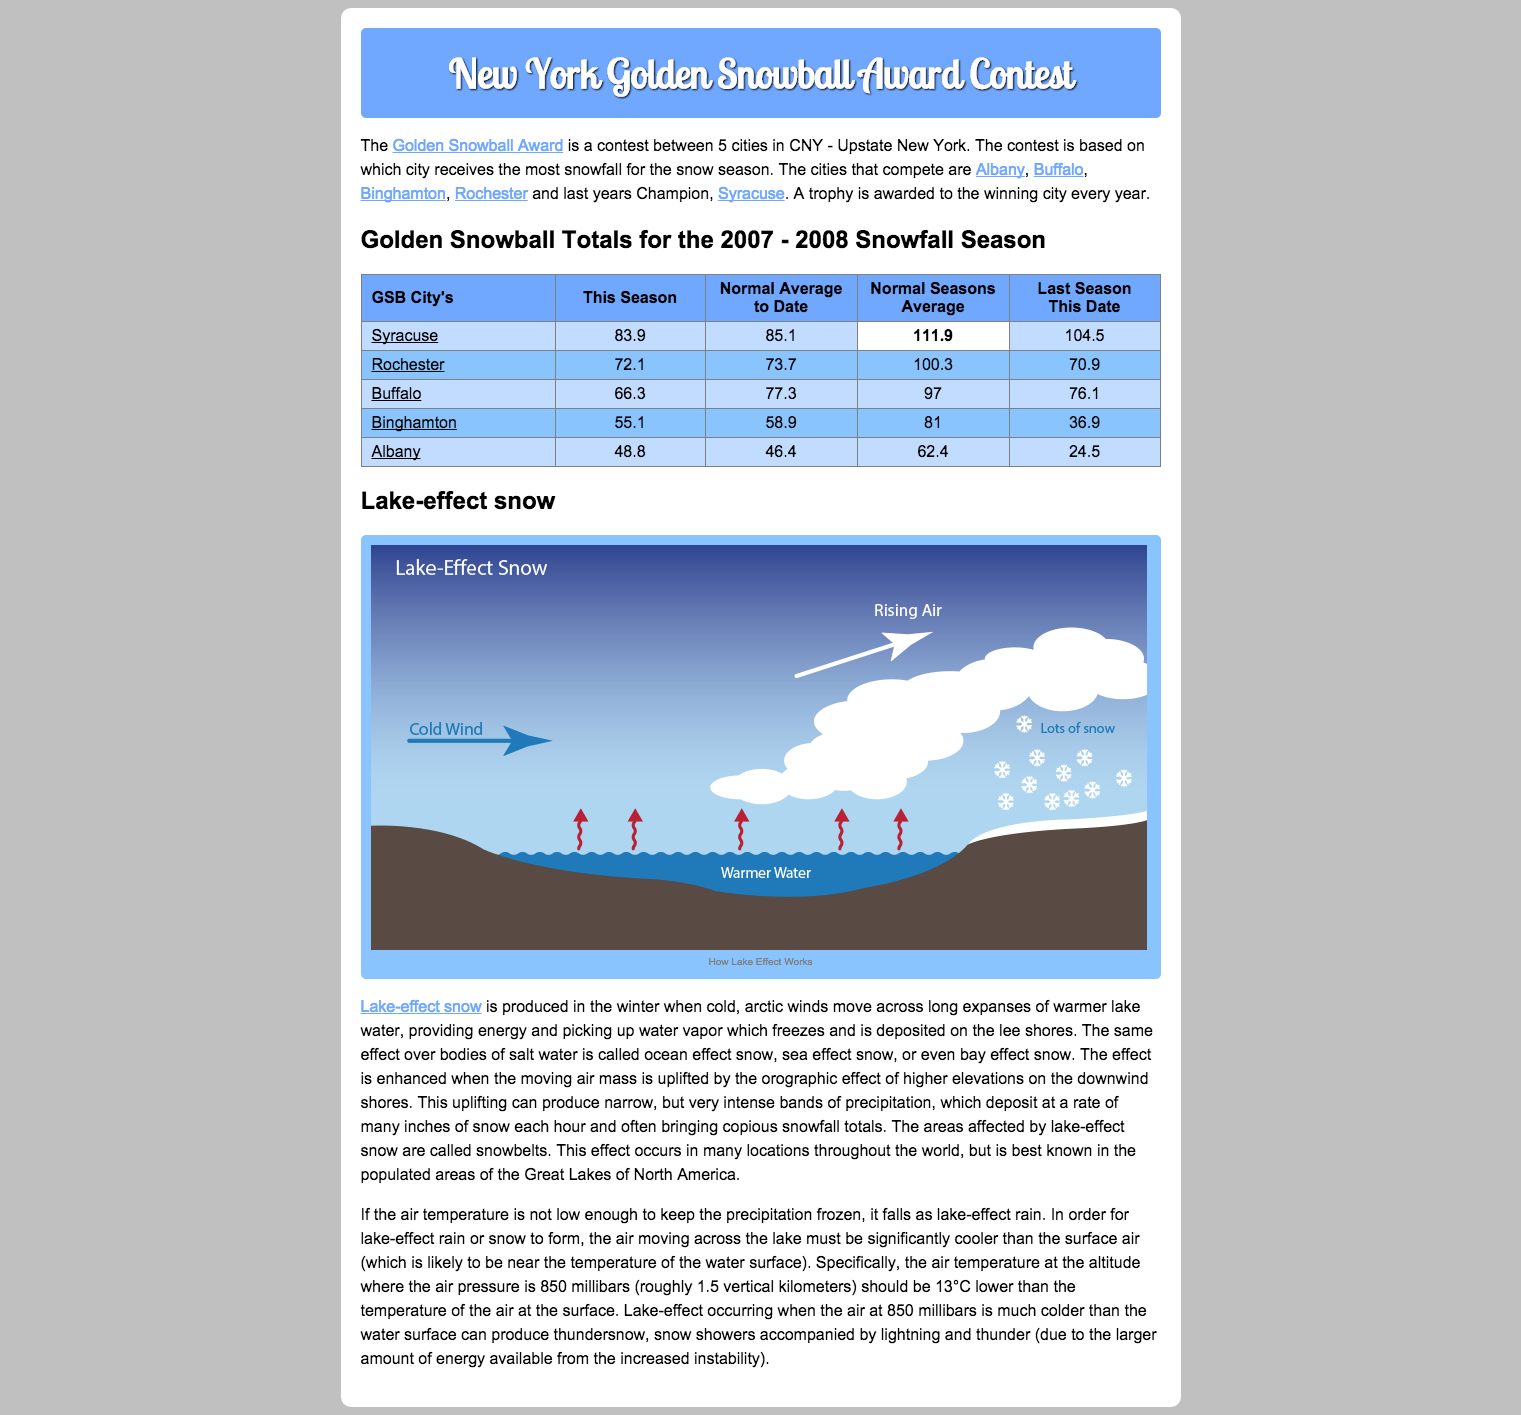 New York Golden Snowball Award Contest
The Golden Snowball Award is a contest between 5 cities in CNY - Upstate New York. The contest is based on
which city receives the most snowfall for the snow season. The cities that compete are Albany, Buffalo,
Binghamton, Rochester and last years Champion, Syracuse. A trophy is awarded to the winning city every year.
Golden Snowball Totals for the 2007 - 2008 Snowfall Season
GSB City's This Season Normal Average to Date Normal Seasons Average Last Season This Date
Syracuse 83.9 85.1 111.9 104.5
Rochester 72.1 73.7 100.3 70.9
Buffalo 66.3 77.3 97 76.1
Binghamton 55.1 58.9 81 36.9
Albany 48.8 46.4 62.4 24.5
Lake-effect snow
Lake-Effect Snow
Rising Air
Cold Wind
Lots of snow
Warmer Water
How Lake Effect Works
Lake-effect snow is produced in the winter when cold, arctic winds move across long expanses of warmer lake
water, providing energy and picking up water vapor which freezes and is deposited on the lee shores. The same
effect over bodies of salt water is called ocean effect snow, sea effect snow, or even bay effect snow. The effect
is enhanced when the moving air mass is uplifted by the orographic effect of higher elevations on the downwind
shores. This uplifting can produce narrow, but very intense bands of precipitation, which deposit at a rate of
many inches of snow each hour and often bringing copious snowfall totals. The areas affected by lake-effect
snow are called snowbelts. This effect occurs in many locations throughout the world, but is best known in the
populated areas of the Great Lakes of North America.
If the air temperature is not low enough to keep the precipitation frozen, it falls as lake-effect rain. In order for
lake-effect rain or snow to form, the air moving across the lake must be significantly cooler than the surface air
(which is likely to be near the temperature of the water surface). Specifically, the air temperature at the altitude
where the air pressure is 850 millibars (roughly 1.5 vertical kilometers) should be 13°C lower than the
temperature of the air at the surface. Lake-effect occurring when the air at 850 millibars is much colder than the
water surface can produce thundersnow, snow showers accompanied by lightning and thunder (due to the larger
amount of energy available from the increased instability).